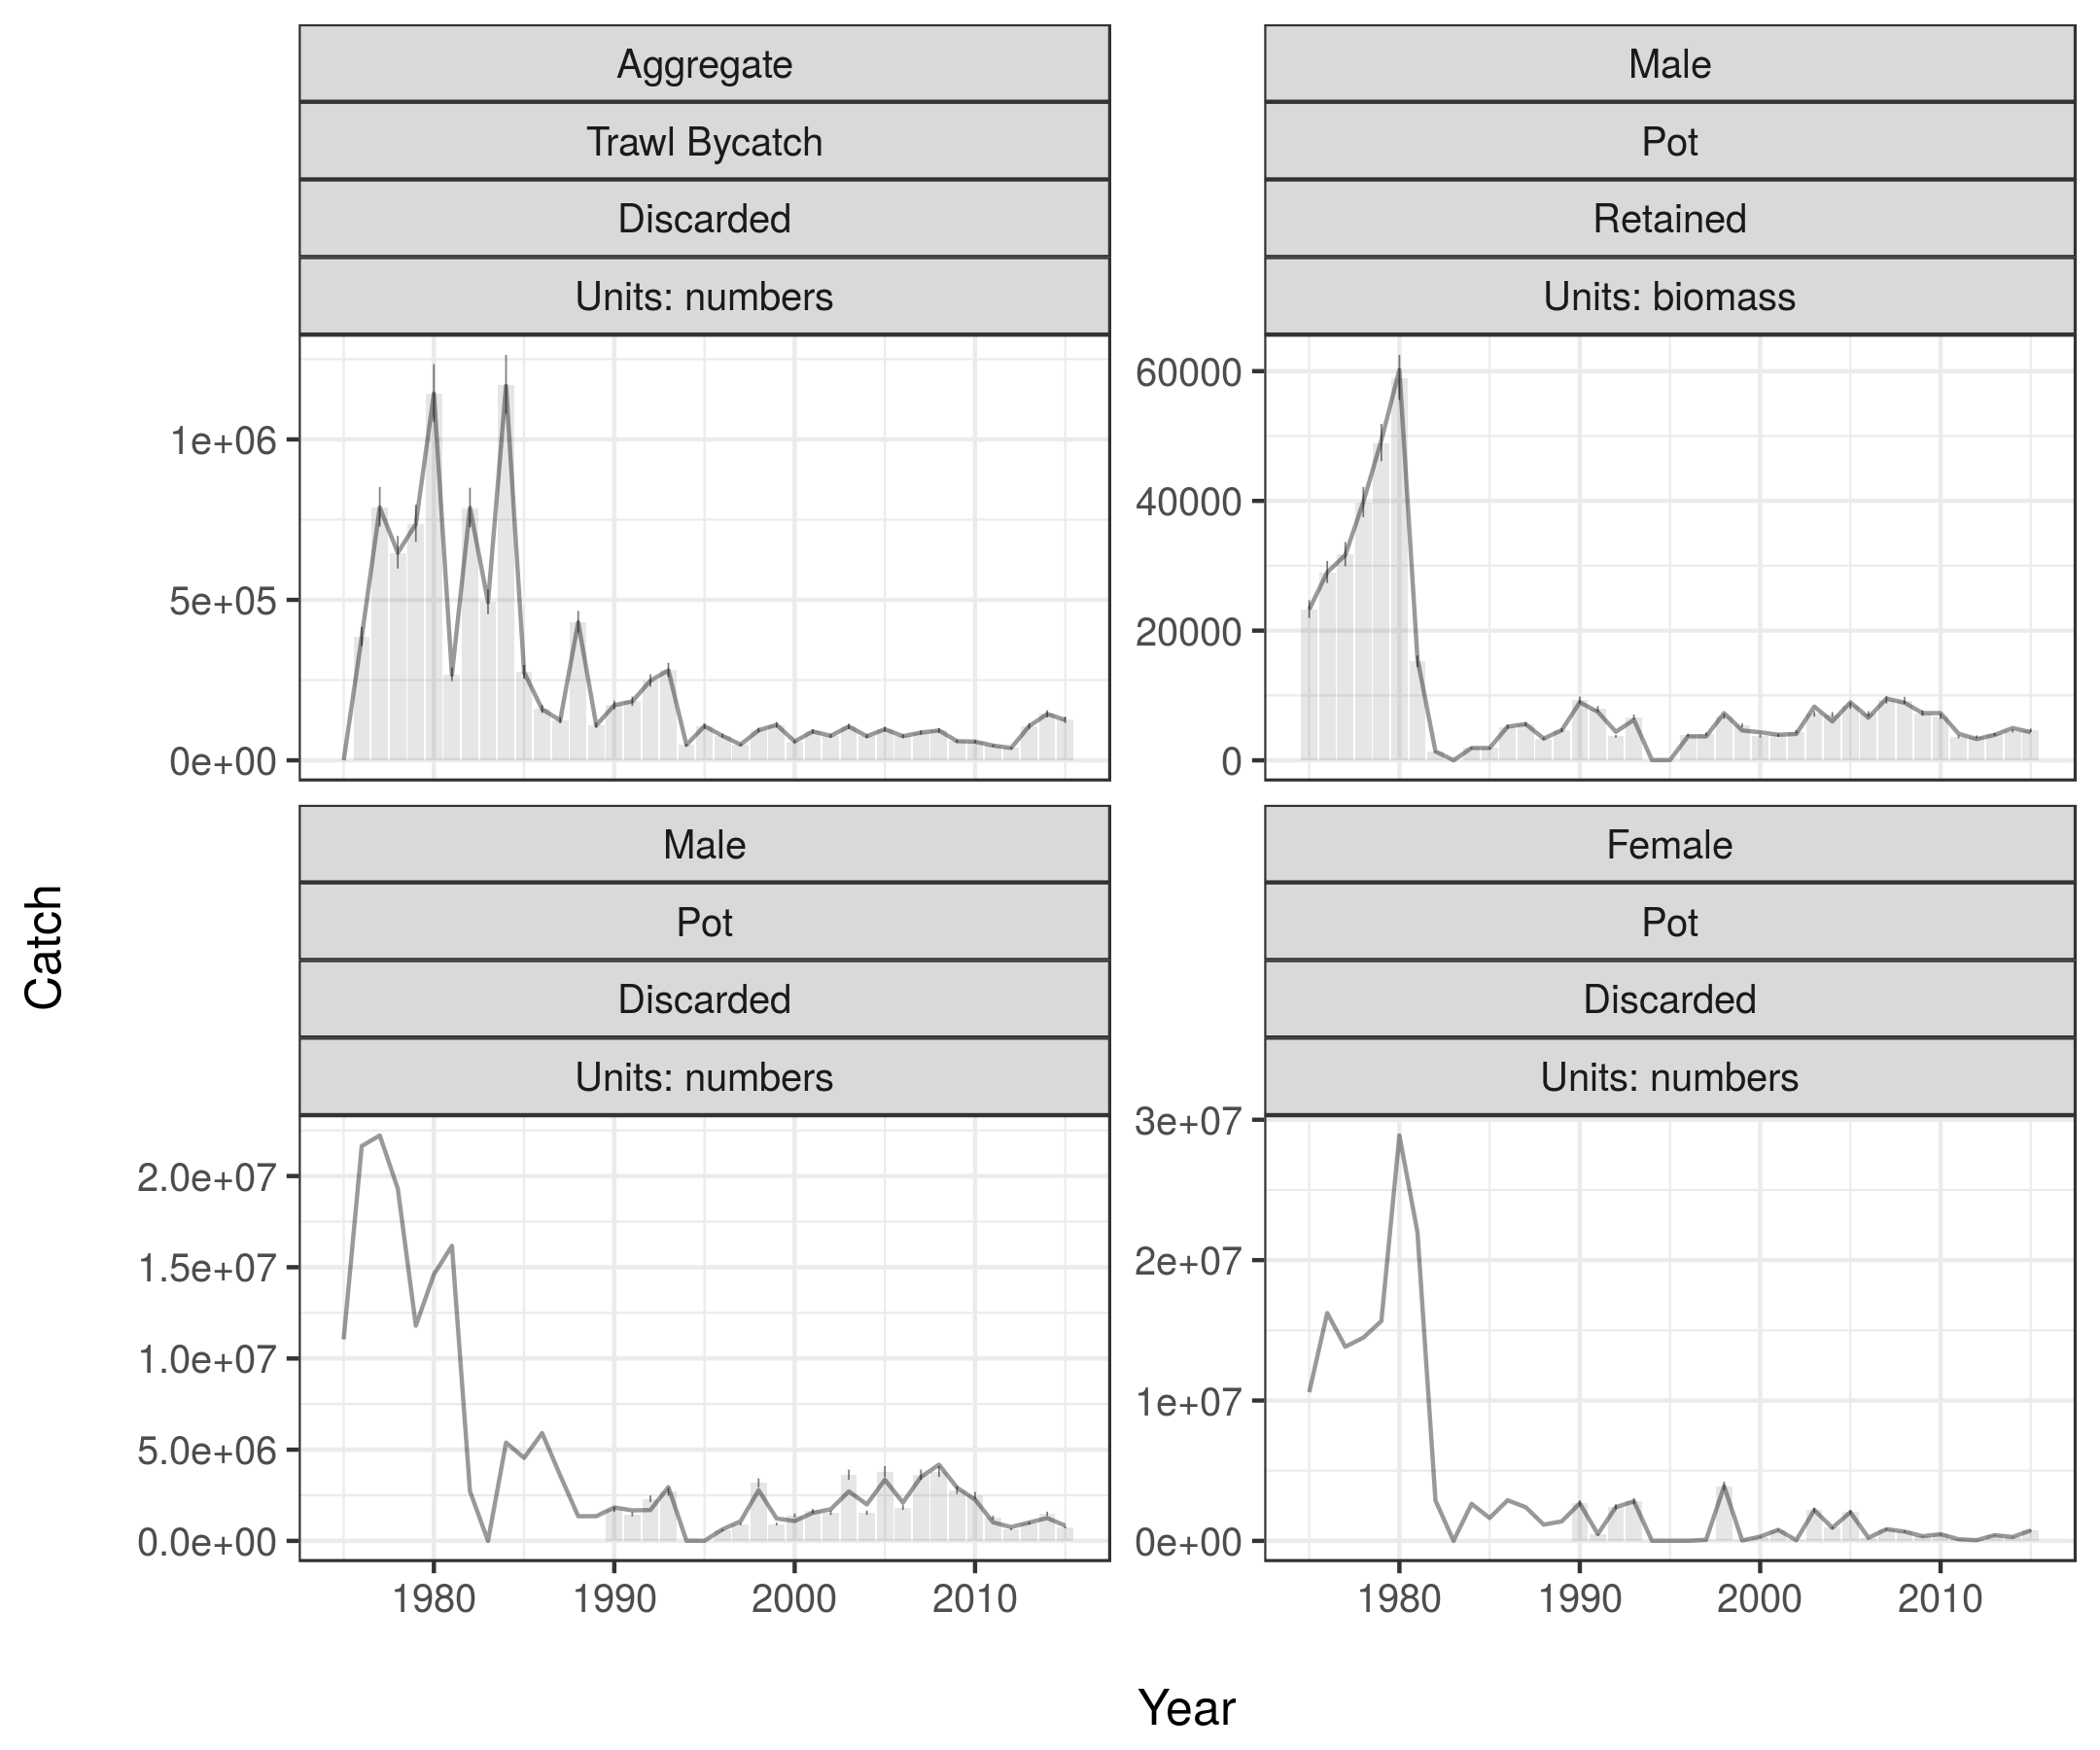 Aggregate
Trawl Bycatch
Discarded
Units: numbers
1e+06
5e+05
0e+00
Male
Pot
Retained
Units: biomass
60000
40000
20000
0
Catch
Male
Pot
Discarded
Units: numbers
2.0e+07
1.5e+07
1.0e+07
5.0e+06
0.0e+00
1980 1990 2000 2010
Female
Pot
Discarded
Units: numbers
3e+07
2e+07
1e+07
0e+00
1980 1990 2000 2010
Year